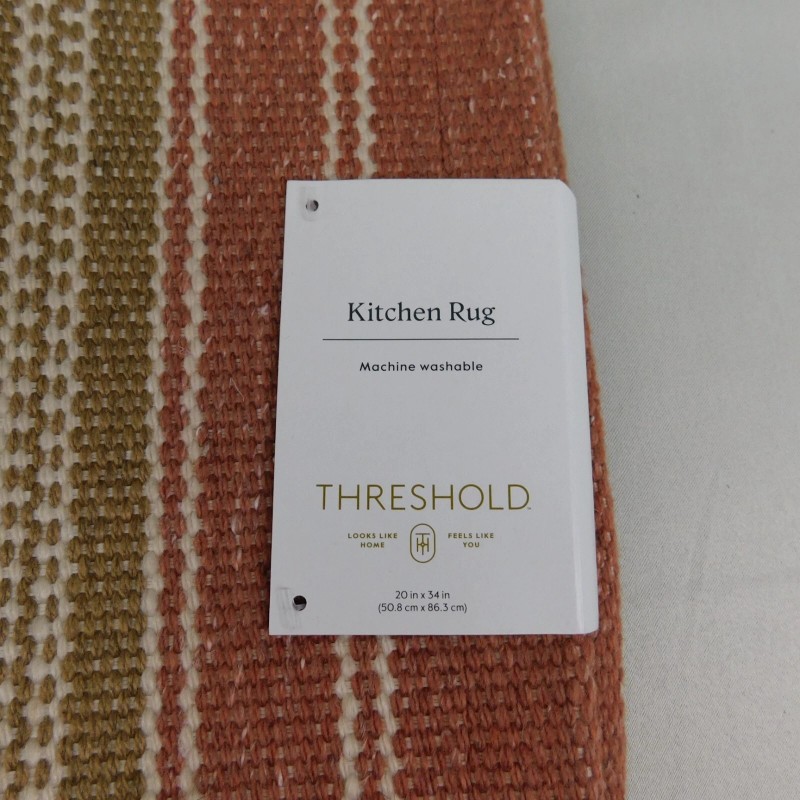 Kitchen Rug
Machine washable
THRESHOLD™
LOOKS LIKE HOME
FEELS LIKE YOU
20 in x 34 in
(50.8 cm x 86.3 cm)